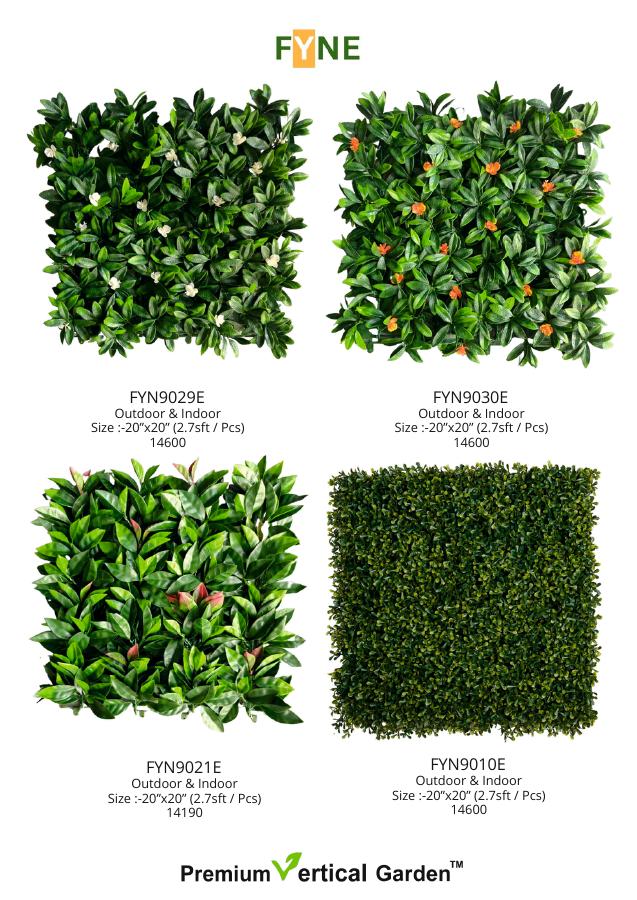 FYNE
FYN9029E
Outdoor & Indoor
Size :-20”x20” (2.7sft / Pcs)
14600
FYN9030E
Outdoor & Indoor
Size :-20”x20” (2.7sft / Pcs)
14600
FYN9021E
Outdoor & Indoor
Size :-20”x20” (2.7sft / Pcs)
14190
FYN9010E
Outdoor & Indoor
Size :-20”x20” (2.7sft / Pcs)
14600
Premium Vertical Garden™